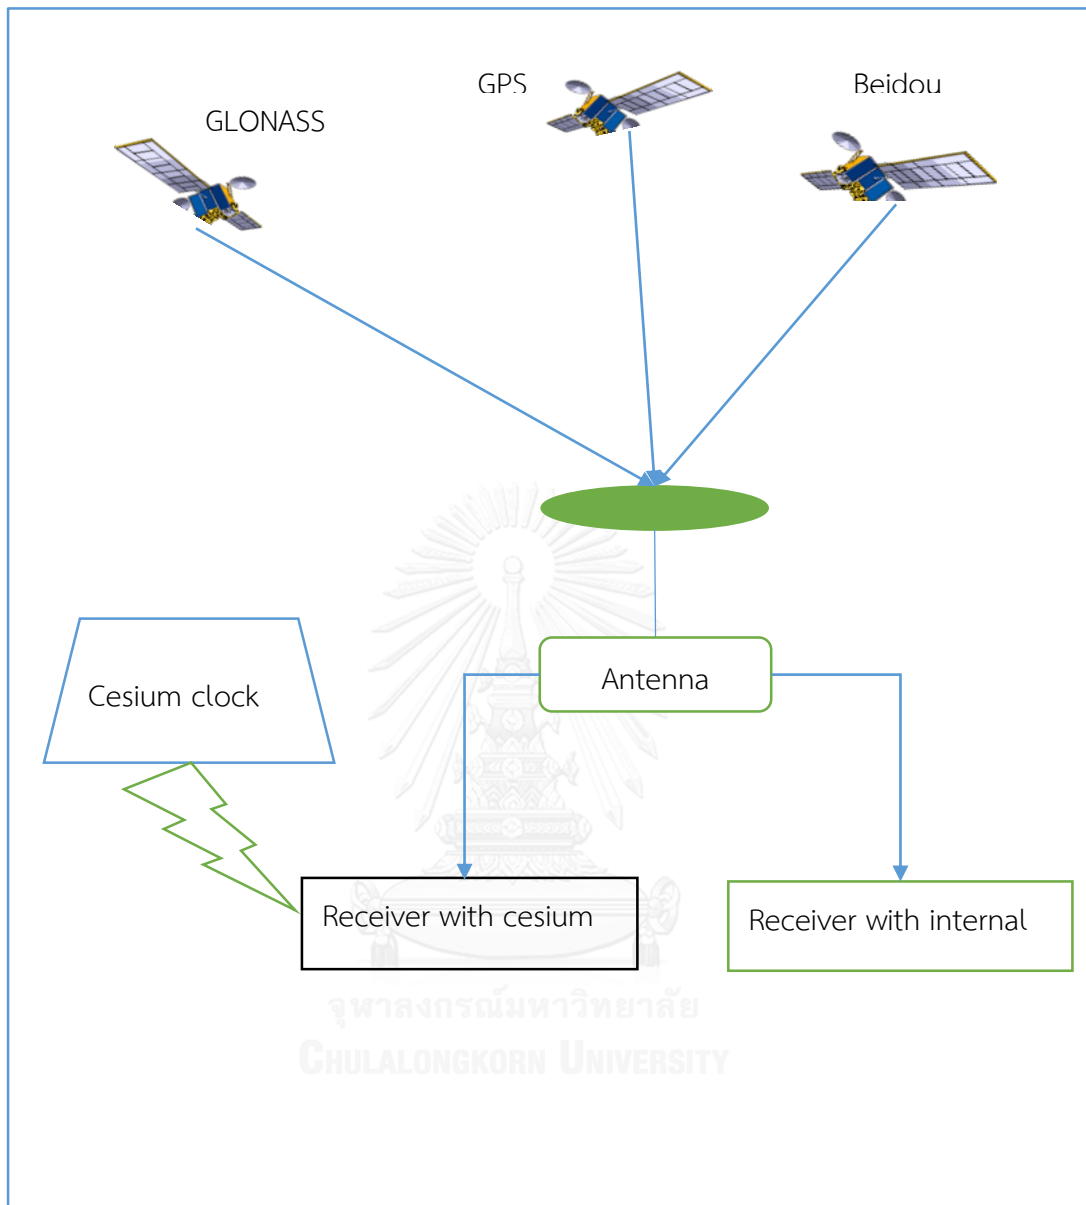 GPS
Beidou
GLONASS
Antenna
Cesium clock
Receiver with cesium
Receiver with internal
จุฬาลงกรณ์มหาวิทยาลัย
CHULALONGKORN UNIVERSITY